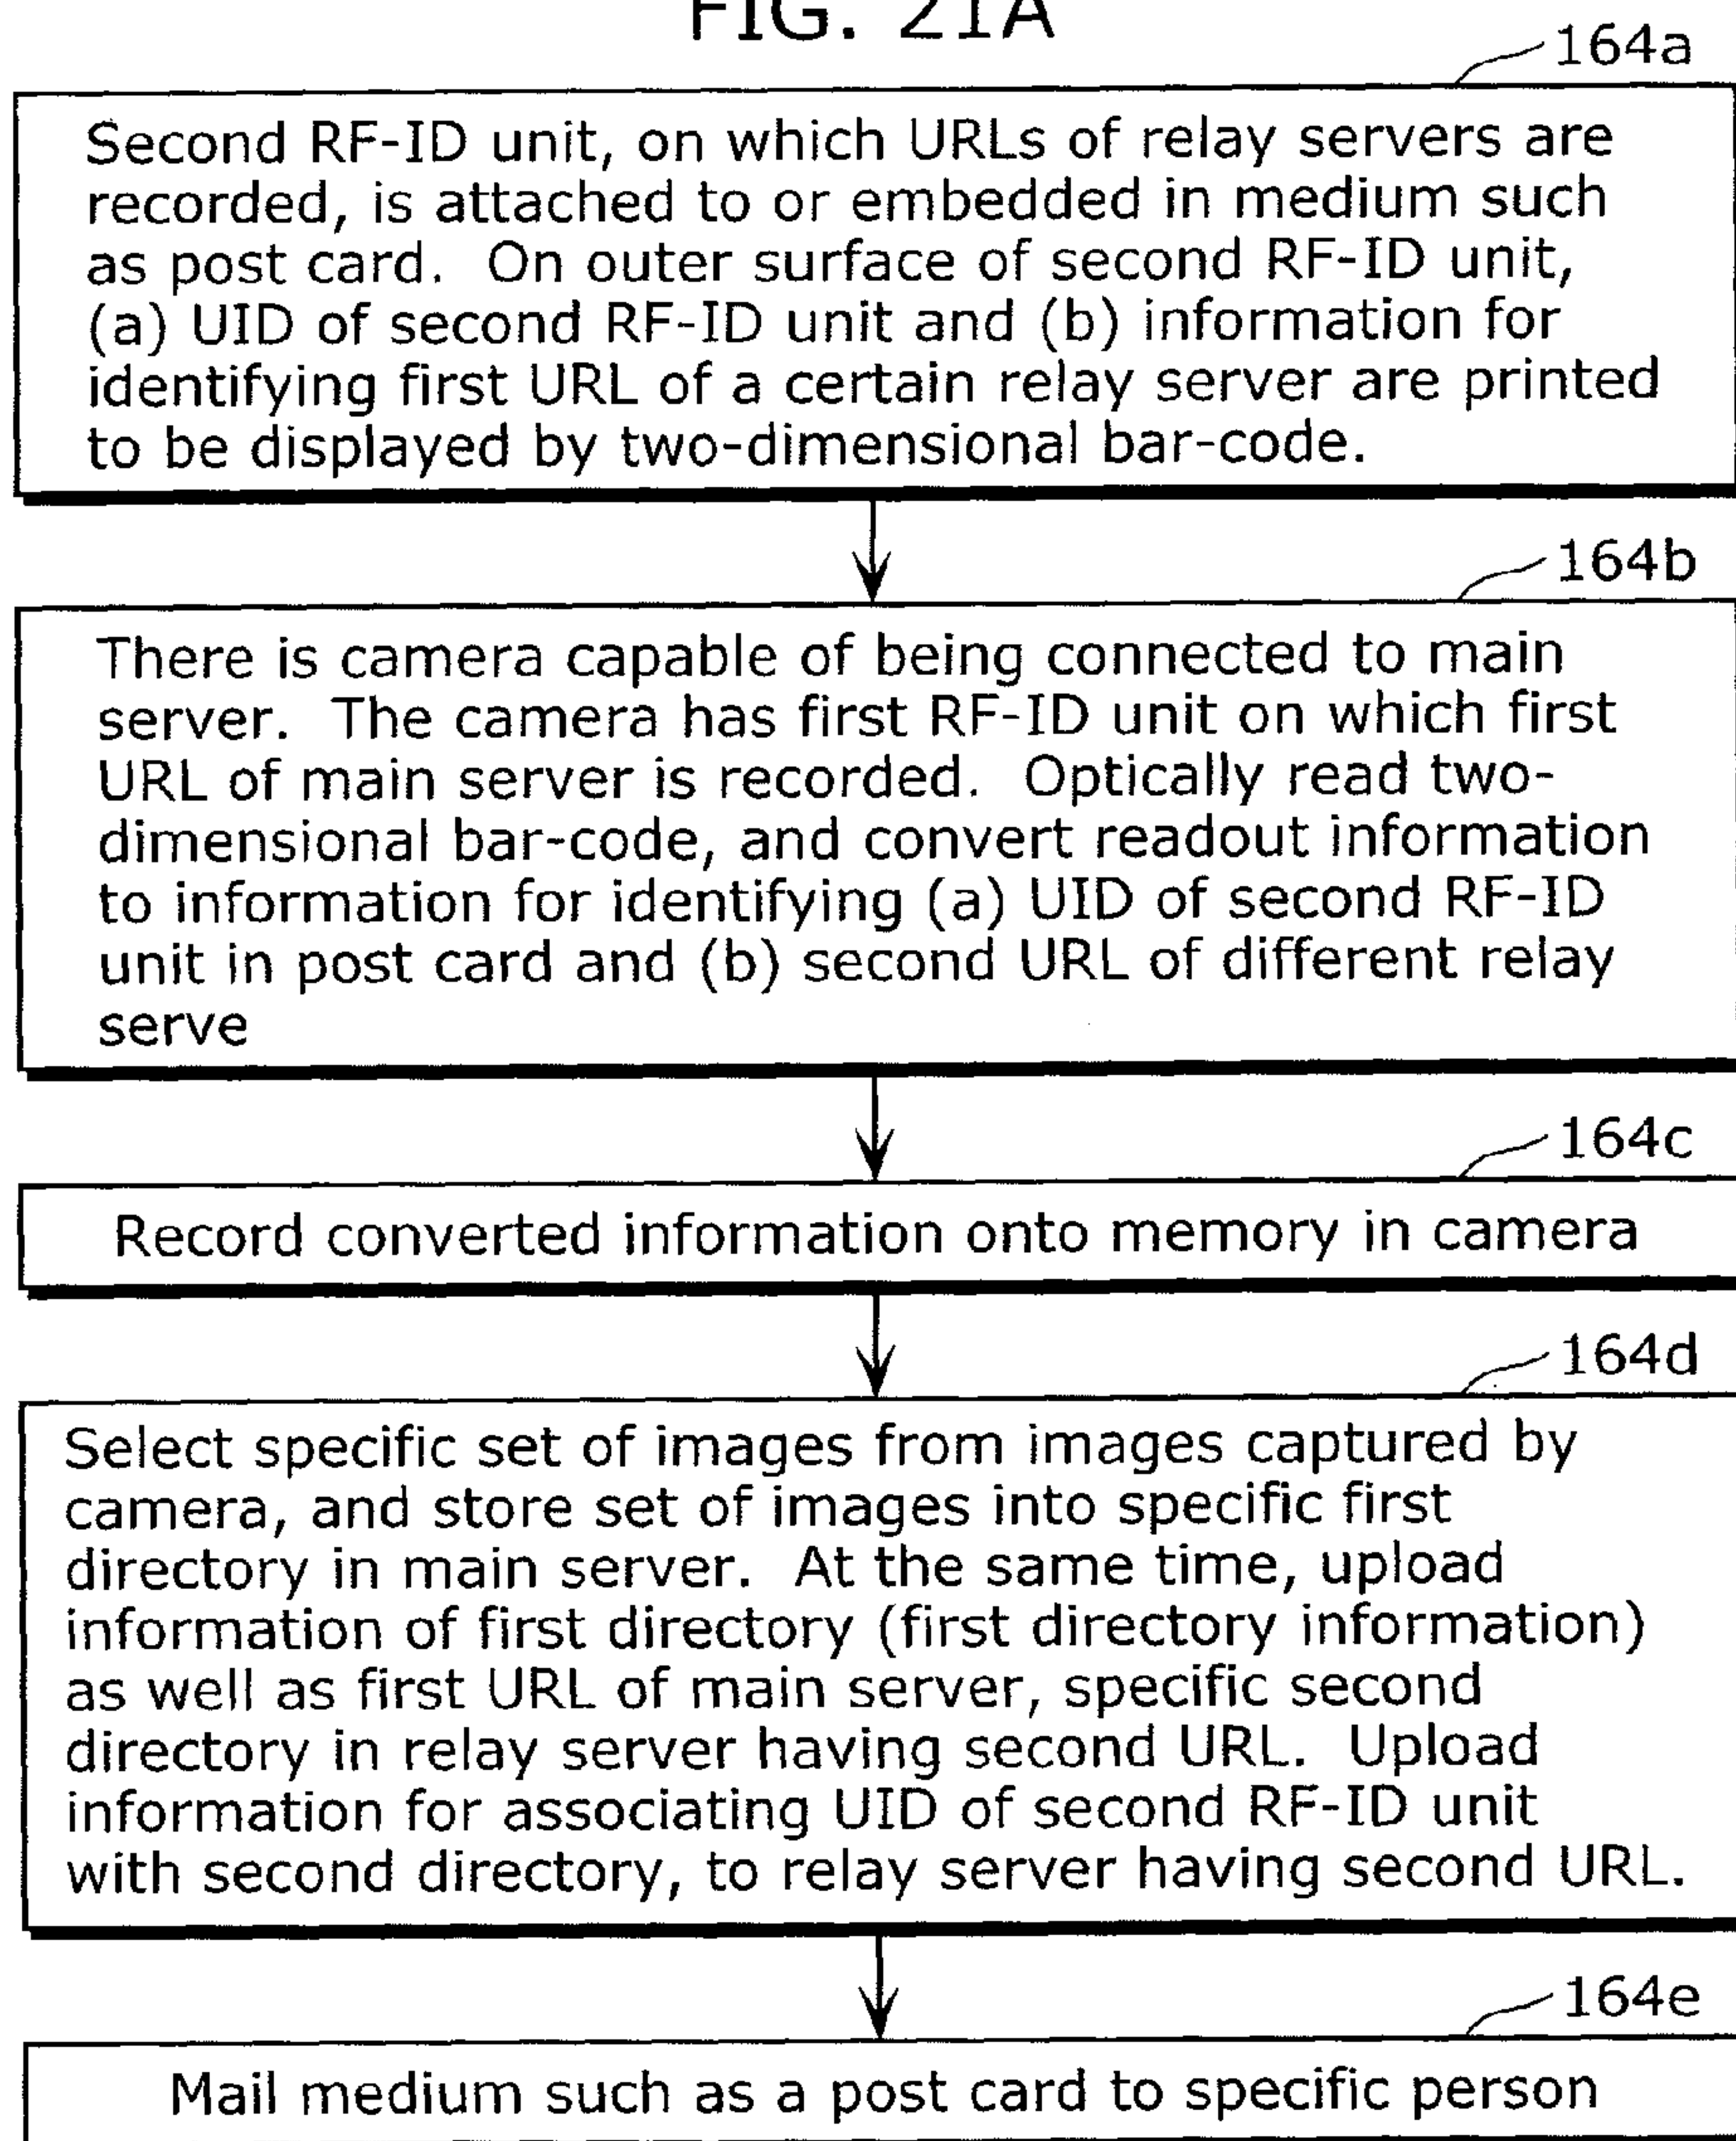 FIG. 21A
164a
Second RF-ID unit, on which URLs of relay servers are
recorded, is attached to or embedded in medium such
as post card. On outer surface of second RF-ID unit,
(a) UID of second RF-ID unit and (b) information for
identifying first URL of a certain relay server are printed
to be displayed by two-dimensional bar-code.
164b
There is camera capable of being connected to main
server. The camera has first RF-ID unit on which first
URL of main server is recorded. Optically read two-
dimensional bar-code, and convert readout information
to information for identifying (a) UID of second RF-ID
unit in post card and (b) second URL of different relay
serve
164c
Record converted information onto memory in camera
164d
Select specific set of images from images captured by
camera, and store set of images into specific first
directory in main server. At the same time, upload
information of first directory (first directory information)
as well as first URL of main server, specific second
directory in relay server having second URL. Upload
information for associating UID of second RF-ID unit
with second directory, to relay server having second URL.
164e
Mail medium such as a post card to specific person